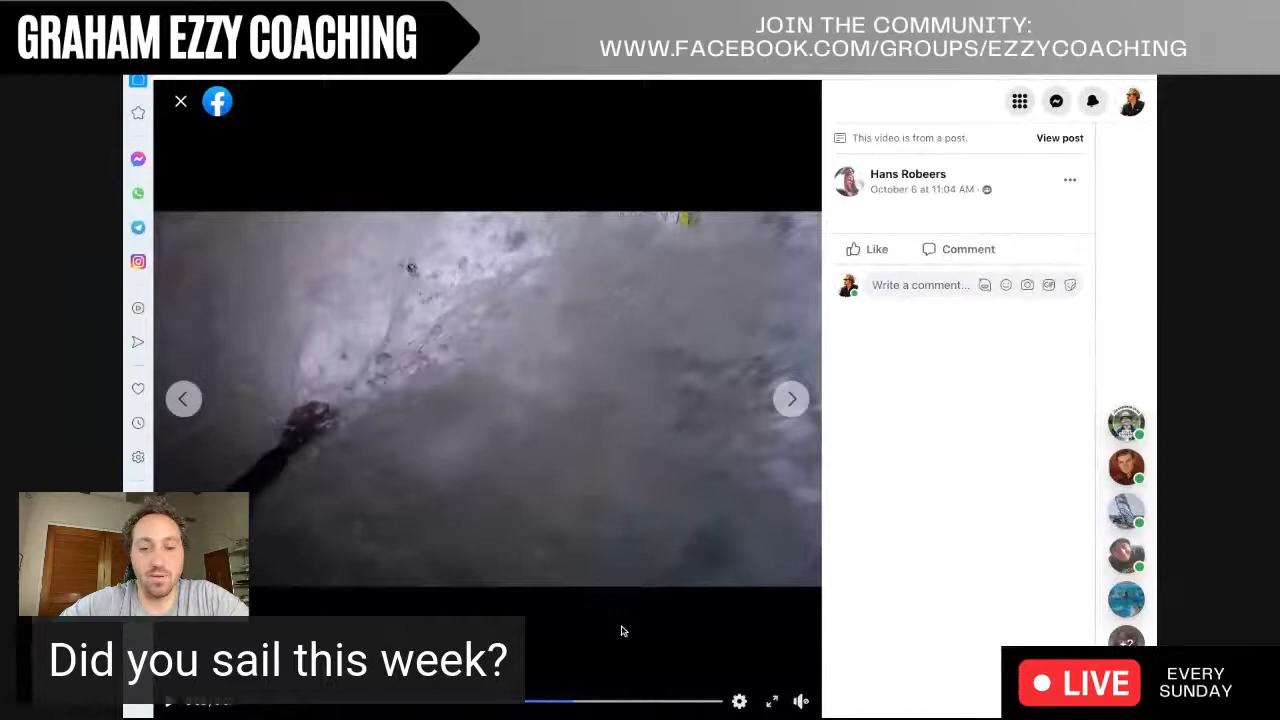 GRAHAM EZZY COACHING
JOIN THE COMMUNITY:
WWW.FACEBOOK.COM/GROUPS/EZZYCOACHING
This video is from a post.
View post
Hans Robeers
October 6 at 11:04 AM ·
Like
Comment
Write a comment...
GIF
+2
Did you sail this week?
LIVE
EVERY
SUNDAY